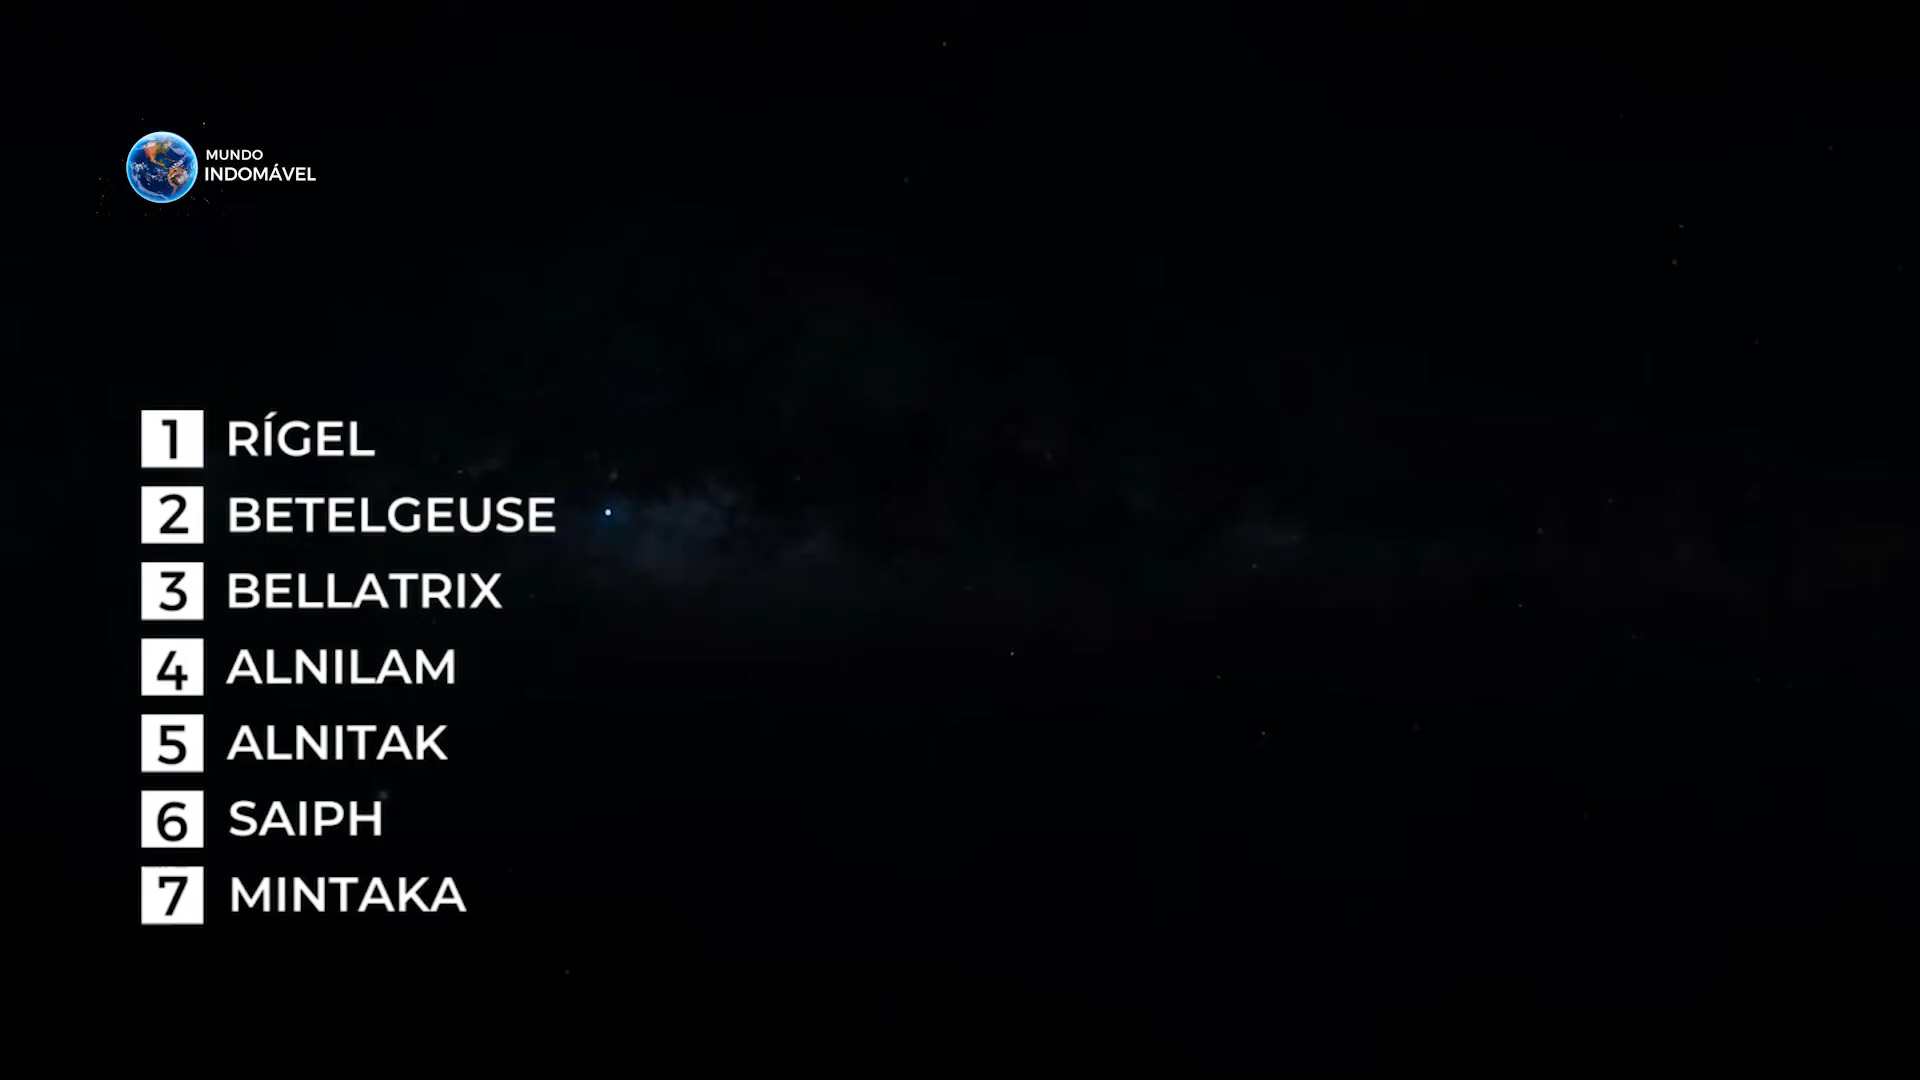 MUNDO
INDOMÁVEL
1 RÍGEL
2 BETELGEUSE
3 BELLATRIX
4 ALNILAM
5 ALNITAK
6 SAIPH
7 MINTAKA